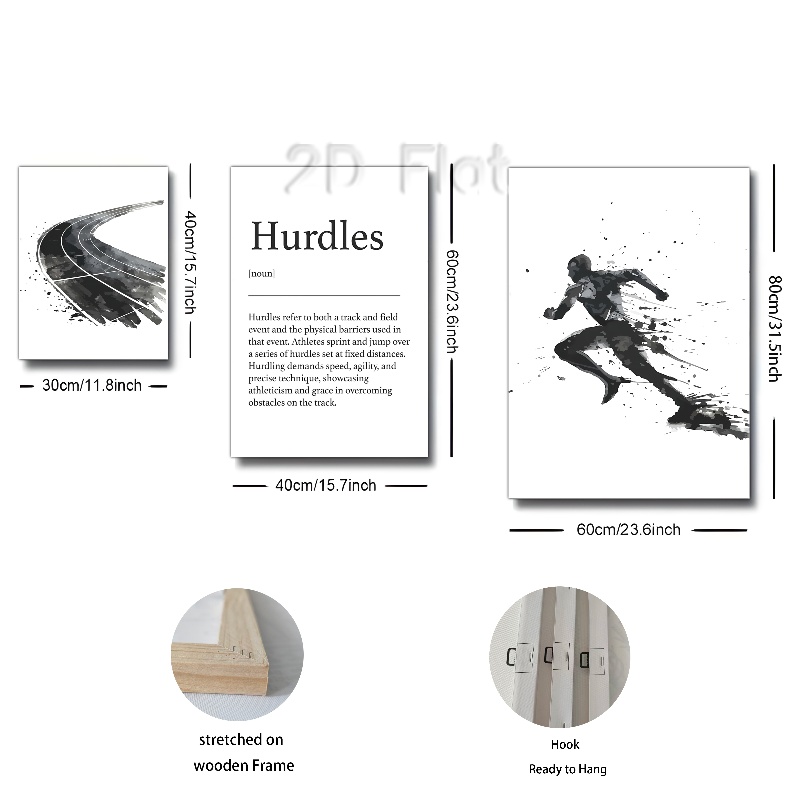 2D Flat
Hurdles
[noun]
Hurdles refer to both a track and field
event and the physical barriers used in
that event. Athletes sprint and jump over
a series of hurdles set at fixed distances.
Hurdling demands speed, agility, and
precise technique, showcasing
athleticism and grace in overcoming
obstacles on the track.
40cm/15.7inch
30cm/11.8inch
60cm/23.6inch
40cm/15.7inch
80cm/31.5inch
60cm/23.6inch
stretched on
wooden Frame
Hook
Ready to Hang